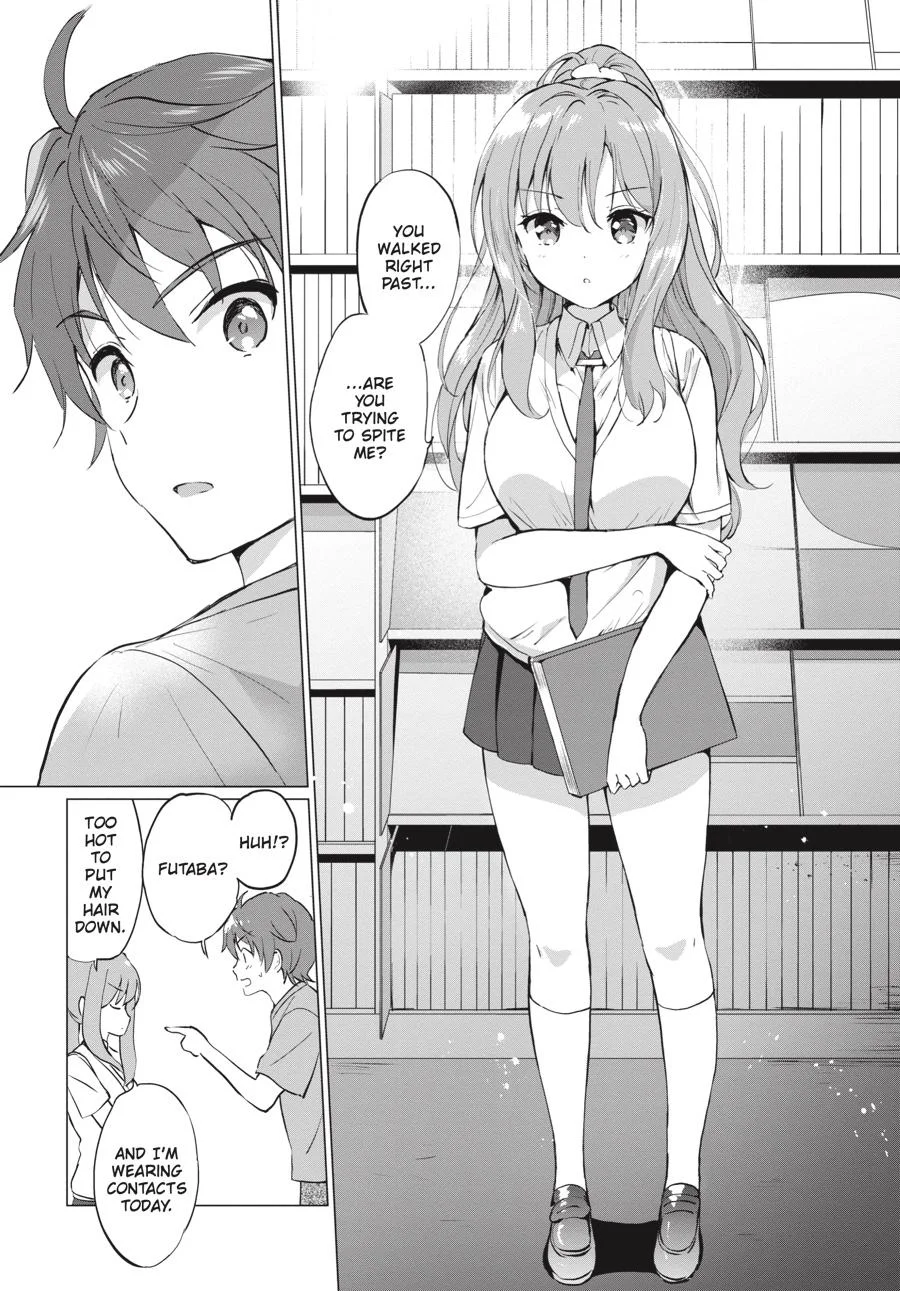 YOU
WALKED
RIGHT
PAST...
...ARE
YOU
TRYING
TO SPITE
ME?
HUH!?
FUTABA?
TOO
HOT
TO
PUT
MY
HAIR
DOWN.
AND I'M
WEARING
CONTACTS
TODAY.